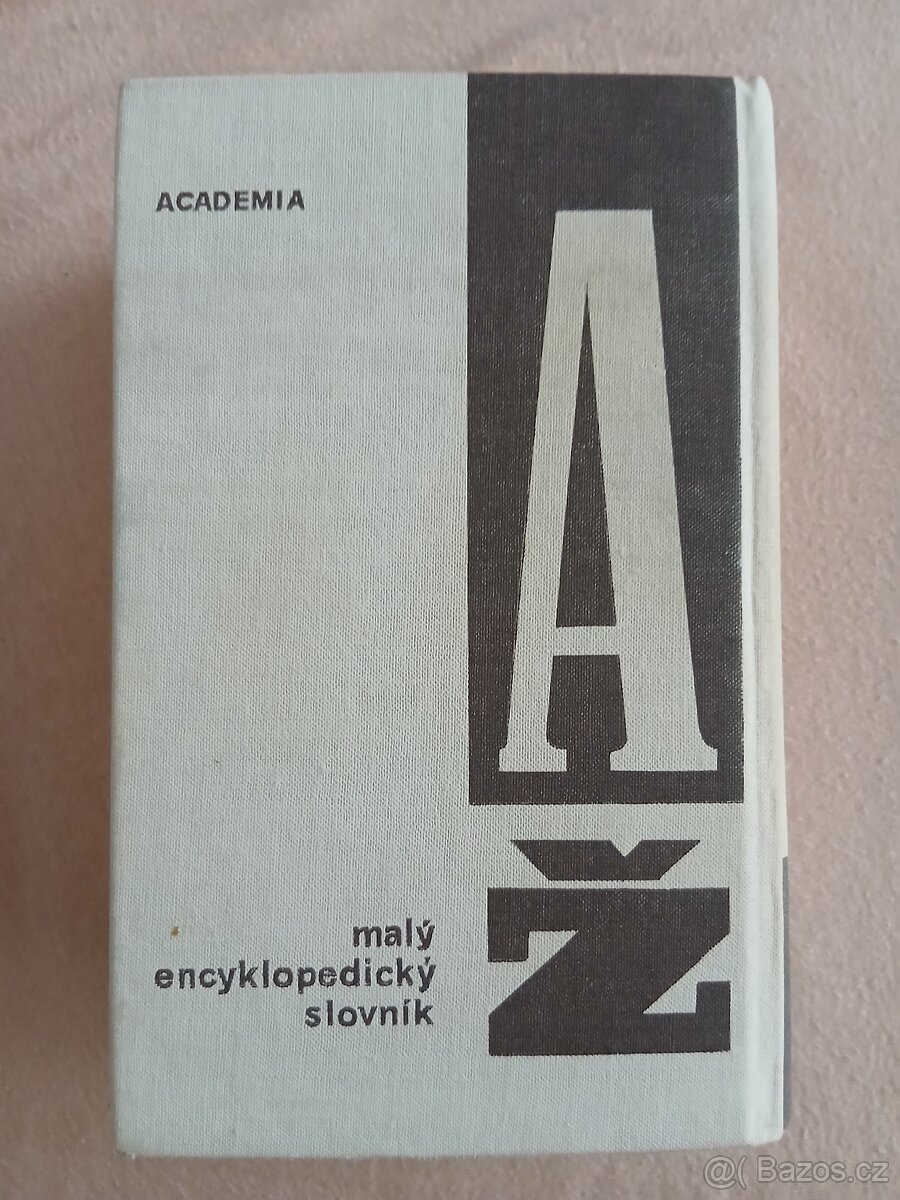 ACADEMIA
A
Ž
malý
encyklopedický
slovník
@( Bazos.cz